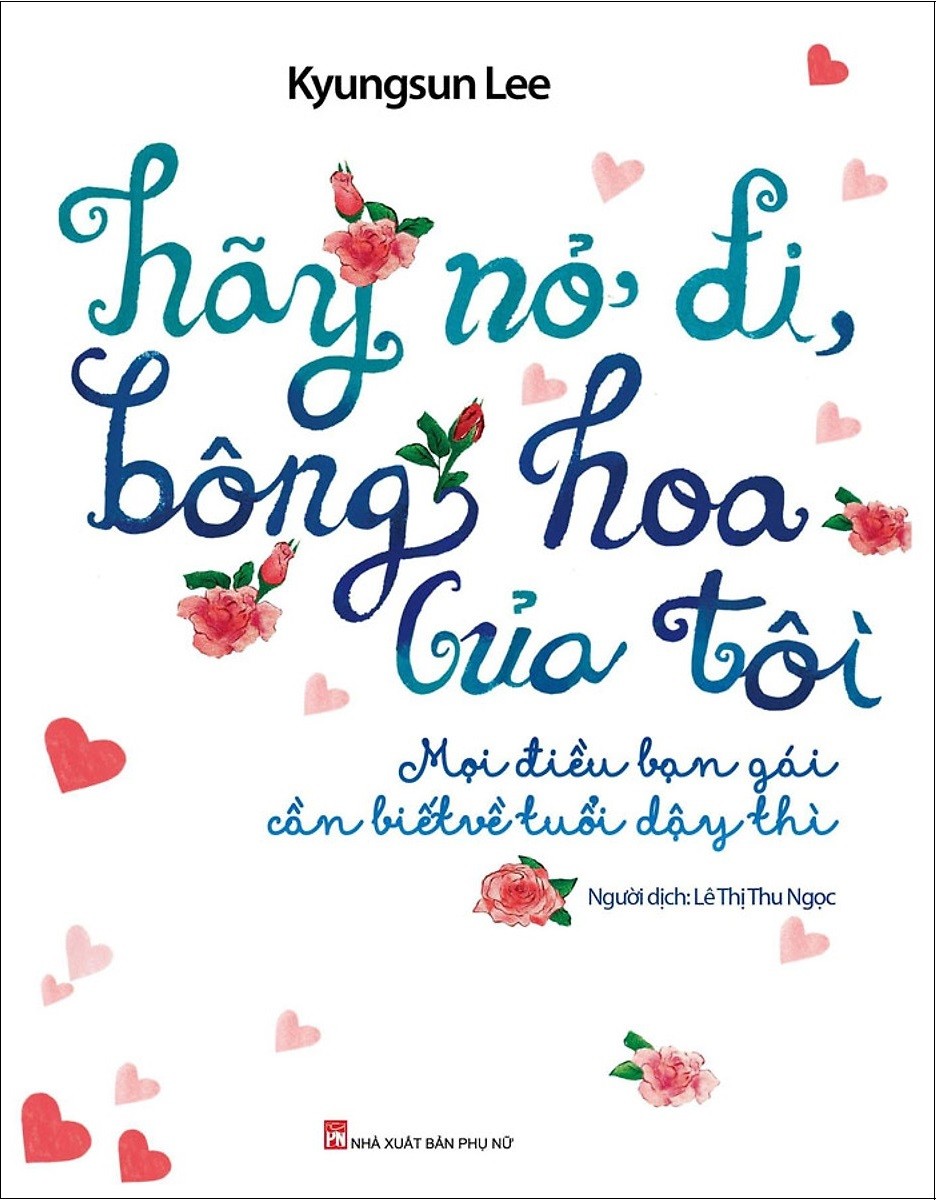 Kyungsun Lee
hãy nở đi,
bông hoa
của tôi
Mọi điều bạn gái
cần biết về tuổi dậy thì
Người dịch: Lê Thị Thu Ngọc
PN NHÀ XUẤT BẢN PHỤ NỮ